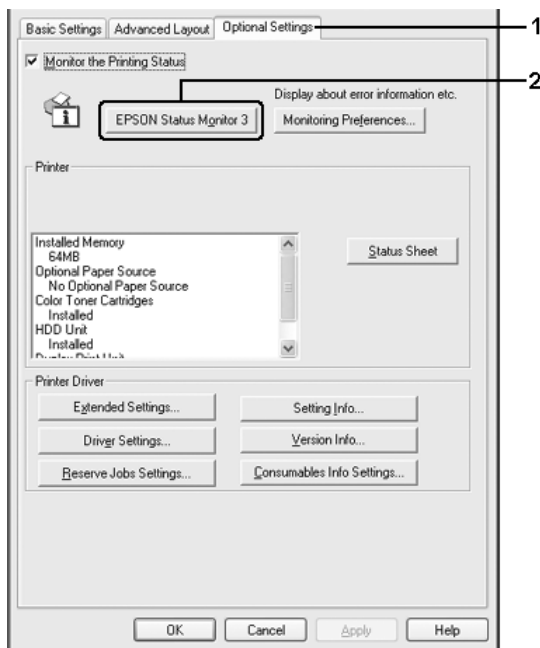 Basic Settings Advanced Layout Optional Settings 1
Monitor the Printing Status
2
Display about error information etc.
EPSON Status Monitor 3 Monitoring Preferences...
Printer
Installed Memory
64MB
Status Sheet
Optional Paper Source
No Optional Paper Source
Color Toner Cartridges
Installed
HDD Unit
Installed
Printer Driver
Extended Settings... Setting Info...
Driver Settings... Version Info...
Reserve Jobs Settings... Consumables Info Settings...
OK Cancel Apply Help